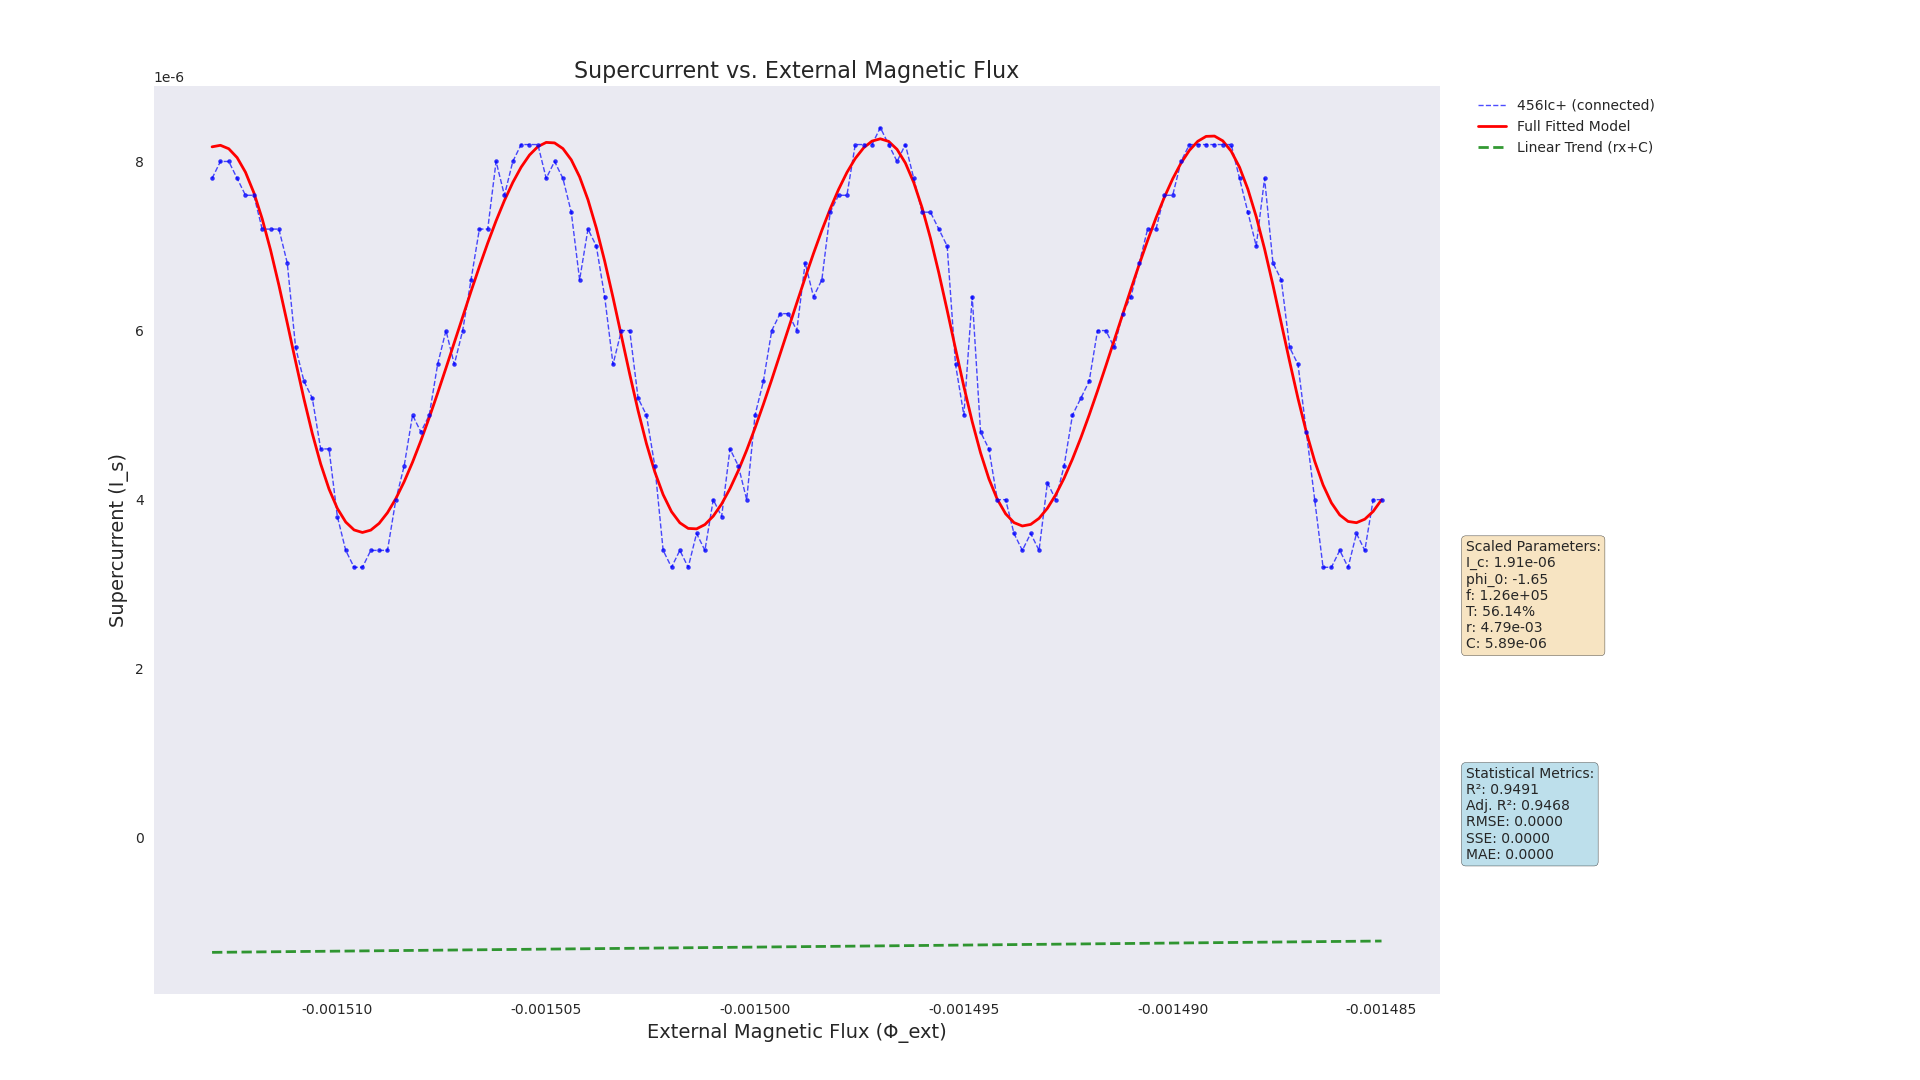 Supercurrent vs. External Magnetic Flux
1e-6
8
6
4
2
0
Supercurrent (I_s)
-0.001510
-0.001505
-0.001500
-0.001495
-0.001490
-0.001485
External Magnetic Flux (Φ_ext)
456Ic+ (connected)
Full Fitted Model
Linear Trend (rx+C)
Scaled Parameters:
I_c: 1.91e-06
phi_0: -1.65
f: 1.26e+05
T: 56.14%
r: 4.79e-03
C: 5.89e-06
Statistical Metrics:
R²: 0.9491
Adj. R²: 0.9468
RMSE: 0.0000
SSE: 0.0000
MAE: 0.0000